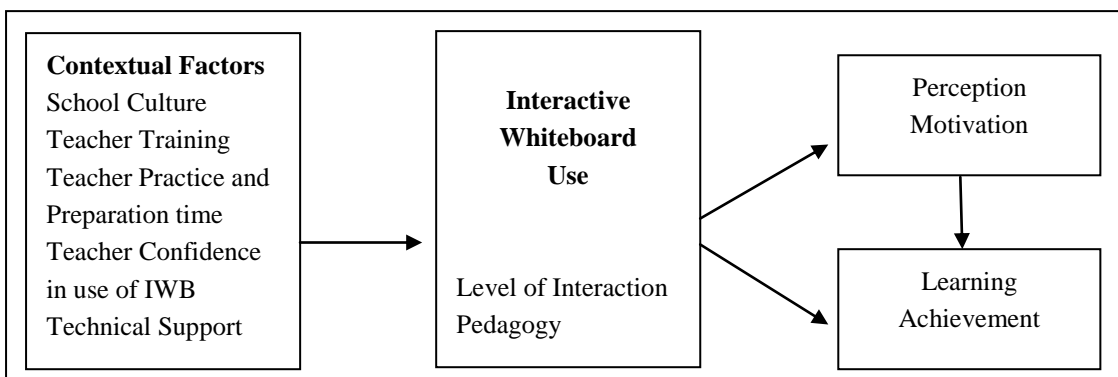 Contextual Factors
School Culture
Teacher Training
Teacher Practice and
Preparation time
Teacher Confidence
in use of IWB
Technical Support
Interactive
Whiteboard
Use
Level of Interaction
Pedagogy
Perception
Motivation
Learning
Achievement